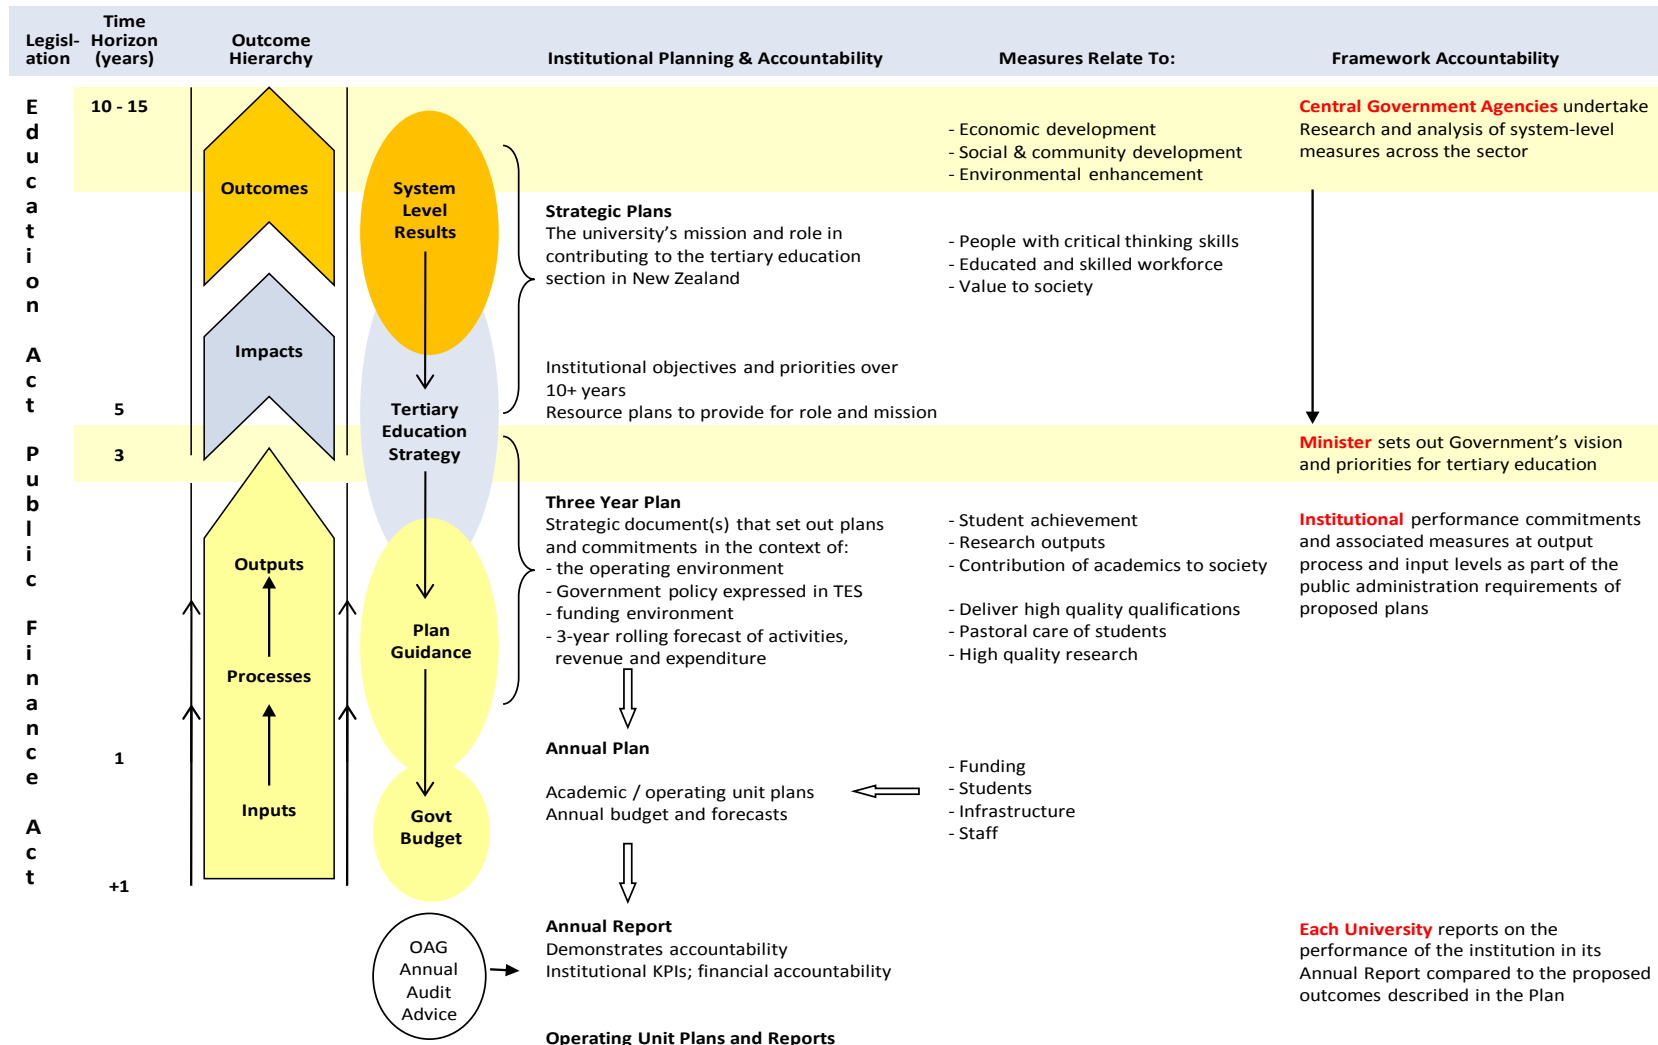 Legisl-
ation
Time
Horizon
(years)
Outcome
Hierarchy
Institutional Planning & Accountability
Measures Relate To:
Framework Accountability
Education Act
Public Finance Act
10 - 15
5
3
1
+1
Outcomes
Impacts
Outputs
Processes
Inputs
System
Level
Results
Tertiary
Education
Strategy
Plan
Guidance
Govt
Budget
OAG
Annual
Audit
Advice
Strategic Plans
The university's mission and role in
contributing to the tertiary education
section in New Zealand
Institutional objectives and priorities over
10+ years
Resource plans to provide for role and mission
Three Year Plan
Strategic document(s) that set out plans
and commitments in the context of:
- the operating environment
- Government policy expressed in TES
- funding environment
- 3-year rolling forecast of activities,
revenue and expenditure
Annual Plan
Academic / operating unit plans
Annual budget and forecasts
Annual Report
Demonstrates accountability
Institutional KPIs; financial accountability
Operating Unit Plans and Reports
- Economic development
- Social & community development
- Environmental enhancement
- People with critical thinking skills
- Educated and skilled workforce
- Value to society
- Student achievement
- Research outputs
- Contribution of academics to society
- Deliver high quality qualifications
- Pastoral care of students
- High quality research
- Funding
- Students
- Infrastructure
- Staff
Central Government Agencies undertake
Research and analysis of system-level
measures across the sector
Minister sets out Government's vision
and priorities for tertiary education
Institutional performance commitments
and associated measures at output
process and input levels as part of the
public administration requirements of
proposed plans
Each University reports on the
performance of the institution in its
Annual Report compared to the proposed
outcomes described in the Plan